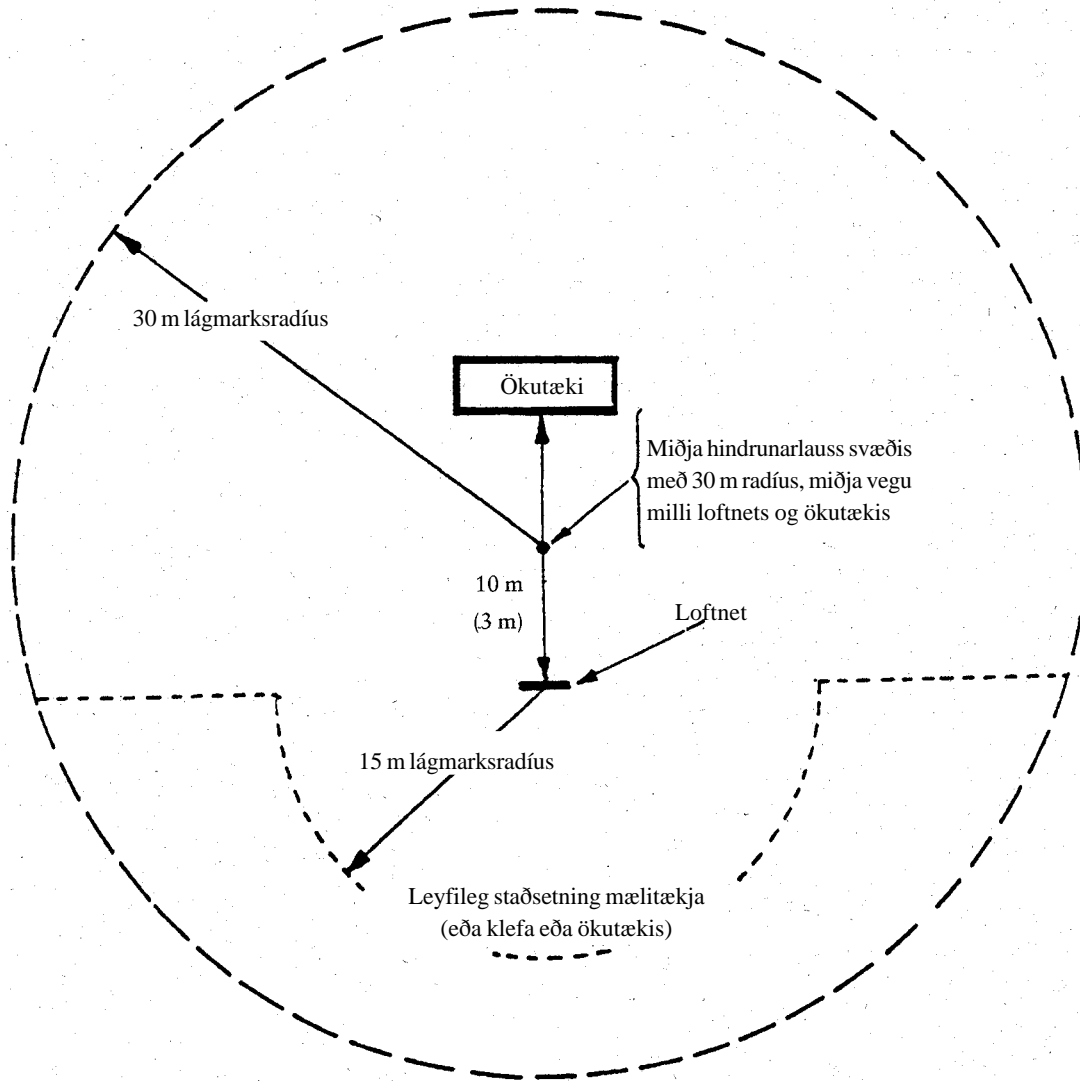 30 m lágmarksradíus
Ökutæki
Miðja hindrunarlauss svæðis
með 30 m radíus, miðja vegu
milli loftnets og ökutækis
10 m
(3 m)
Loftnet
15 m lágmarksradíus
Leyfileg staðsetning mælitækja
(eða klefa eða ökutækis)